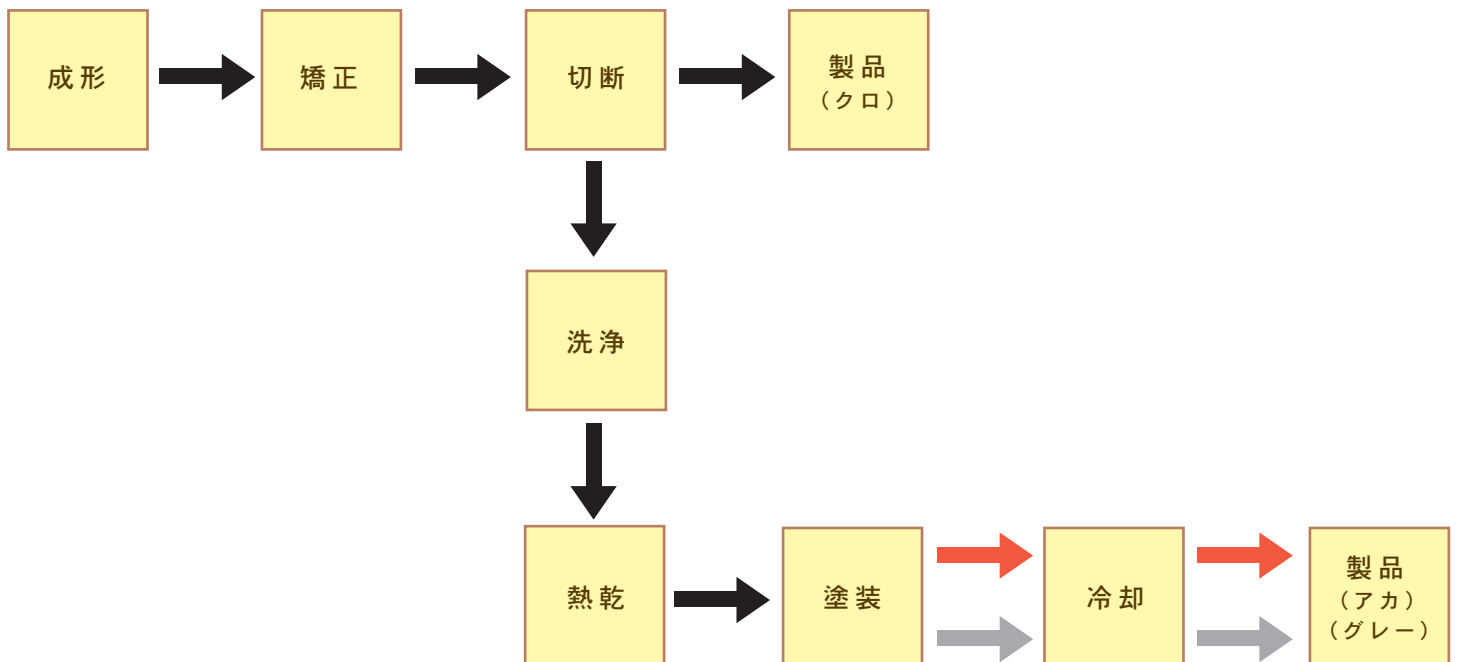 成形
矯正
切断
製品
（クロ）
洗浄
熱乾
塗装
冷却
製品
（アカ）
（グレー）